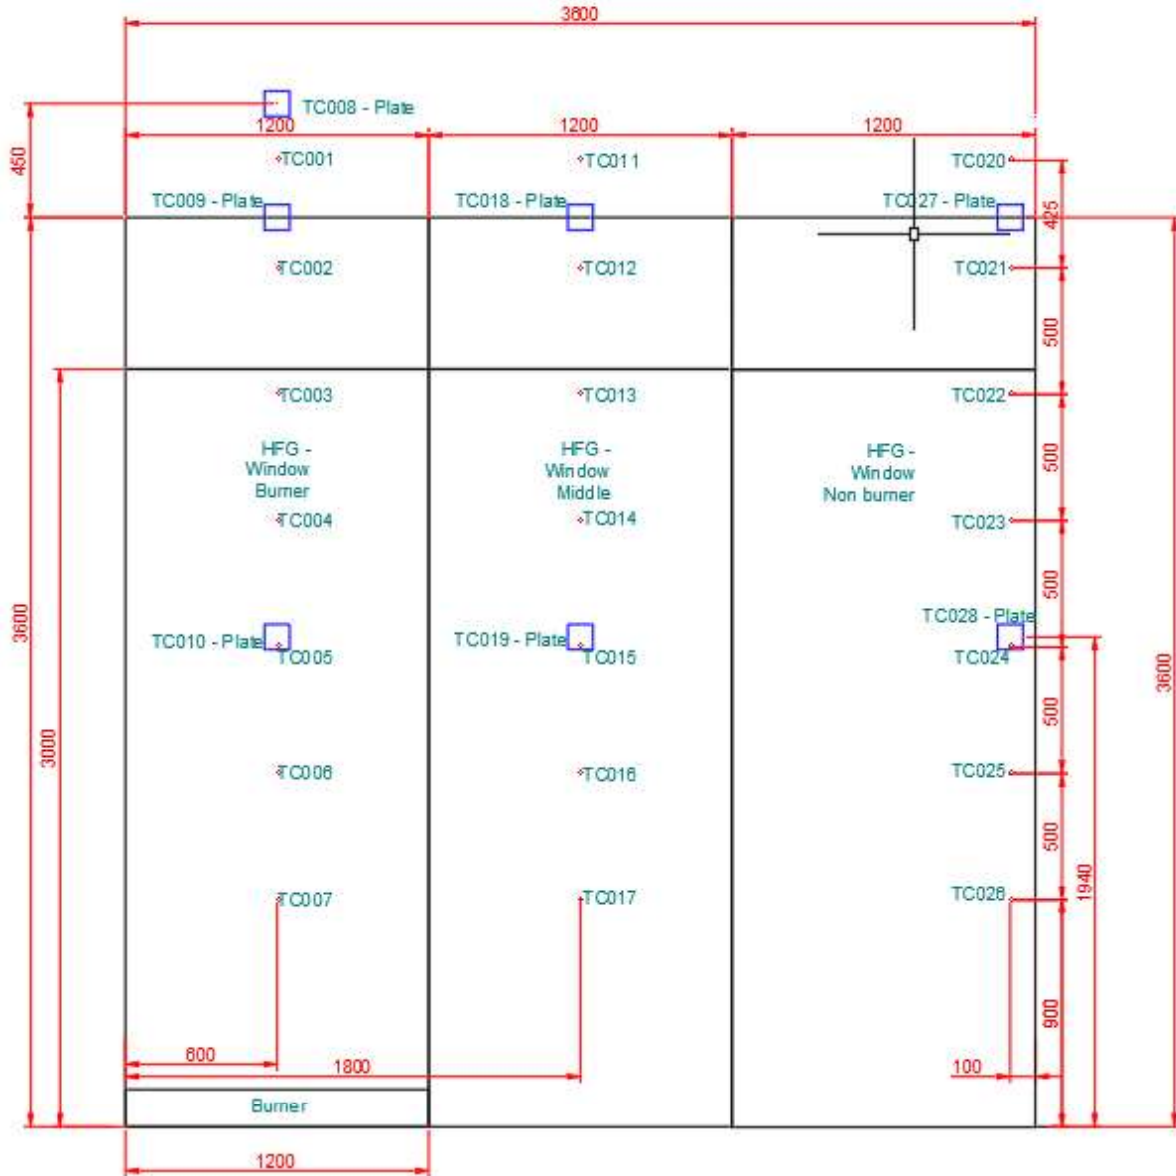 3600
TC008 - Plate
1200
1200
1200
450
TC001
TC011
TC020
TC009 - Plate
TC018 - Plate
TC027 - Plate
425
TC002
TC012
TC021
500
TC003
TC013
TC022
HFG -
Window
Burner
HFG -
Window
Middle
HFG -
Window
Non burner
500
TC004
TC014
TC023
500
3600
TC010 - Plate
TC019 - Plate
TC028 - Plate
TC005
TC015
TC024
3600
3000
500
TC006
TC016
TC025
500
1940
TC007
TC017
TC026
900
600
1800
100
Burner
1200